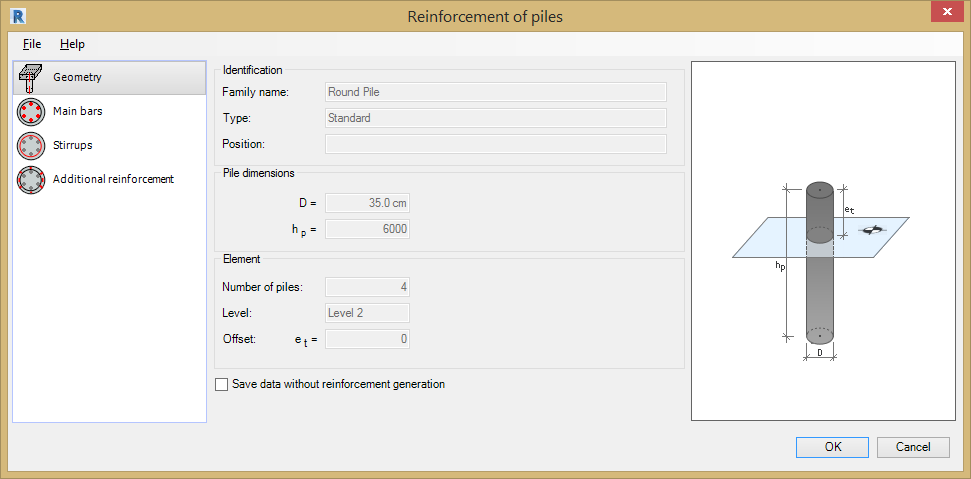 R
Reinforcement of piles
File Help
Geometry
Main bars
Stirrups
Additional reinforcement
Identification
Family name: Round Pile
Type: Standard
Position:
Pile dimensions
D = 35.0 cm
h p = 6000
Element
Number of piles: 4
Level: Level 2
Offset: e t = 0
Save data without reinforcement generation
et
hp
D
OK Cancel